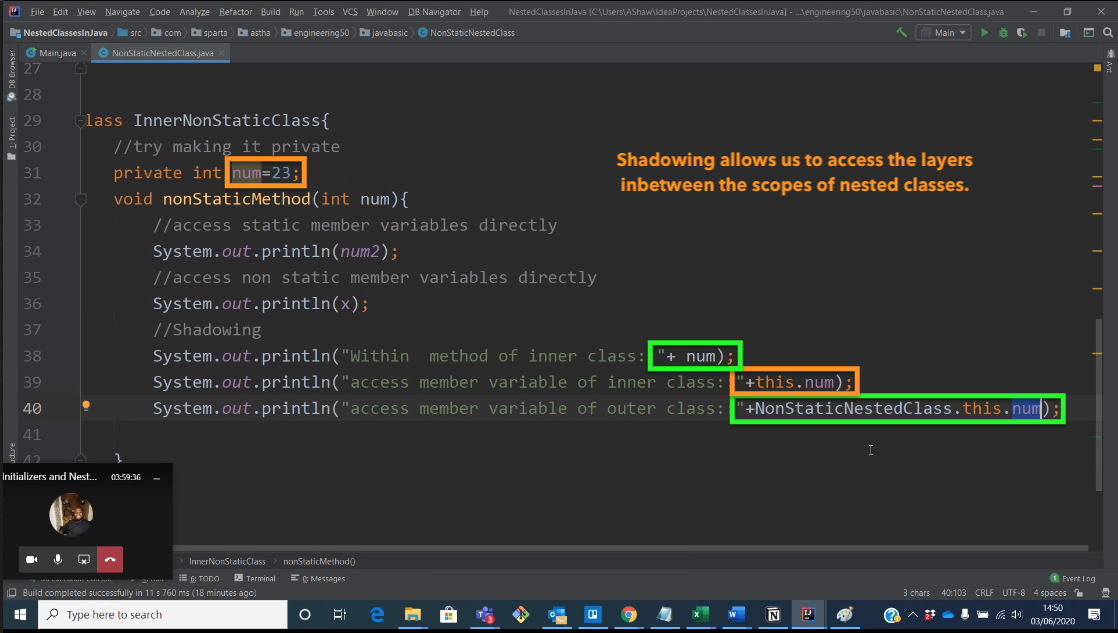 File Edit View Navigate Code Analyze Refactor Build Run Tools VCS Window DB Navigator Help NestedClassesInJava [C:\Users\AShaw\IdeaProjects\NestedClassesInJava] - ...\engineering50\javabasic\NonStaticNestedClass.java
NestedClassesInJava src com sparta astha engineering50 javabasic NonStaticNestedClass Main
Main.java NonStaticNestedClass.java
DB Browser
1: Project
Ant
27
28
29 lass InnerNonStaticClass{
30 //try making it private
31 private int num=23;
32 void nonStaticMethod(int num){
33 //access static member variables directly
34 System.out.println(num2);
35 //access non static member variables directly
36 System.out.println(x);
37 //Shadowing
38 System.out.println("Within  method of inner class: "+ num);
39 System.out.println("access member variable of inner class: "+this.num);
40 System.out.println("access member variable of outer class: "+NonStaticNestedClass.this.num);
41
42 }
Shadowing allows us to access the layers
inbetween the scopes of nested classes.
Initializers and Nest... 03:59:36
InnerNonStaticClass nonStaticMethod()
6: TODO Terminal 0: Messages 1 Event Log
Build completed successfully in 11 s 760 ms (18 minutes ago) 3 chars 40:103 CRLF UTF-8 4 spaces
Type here to search
14:50
03/06/2020